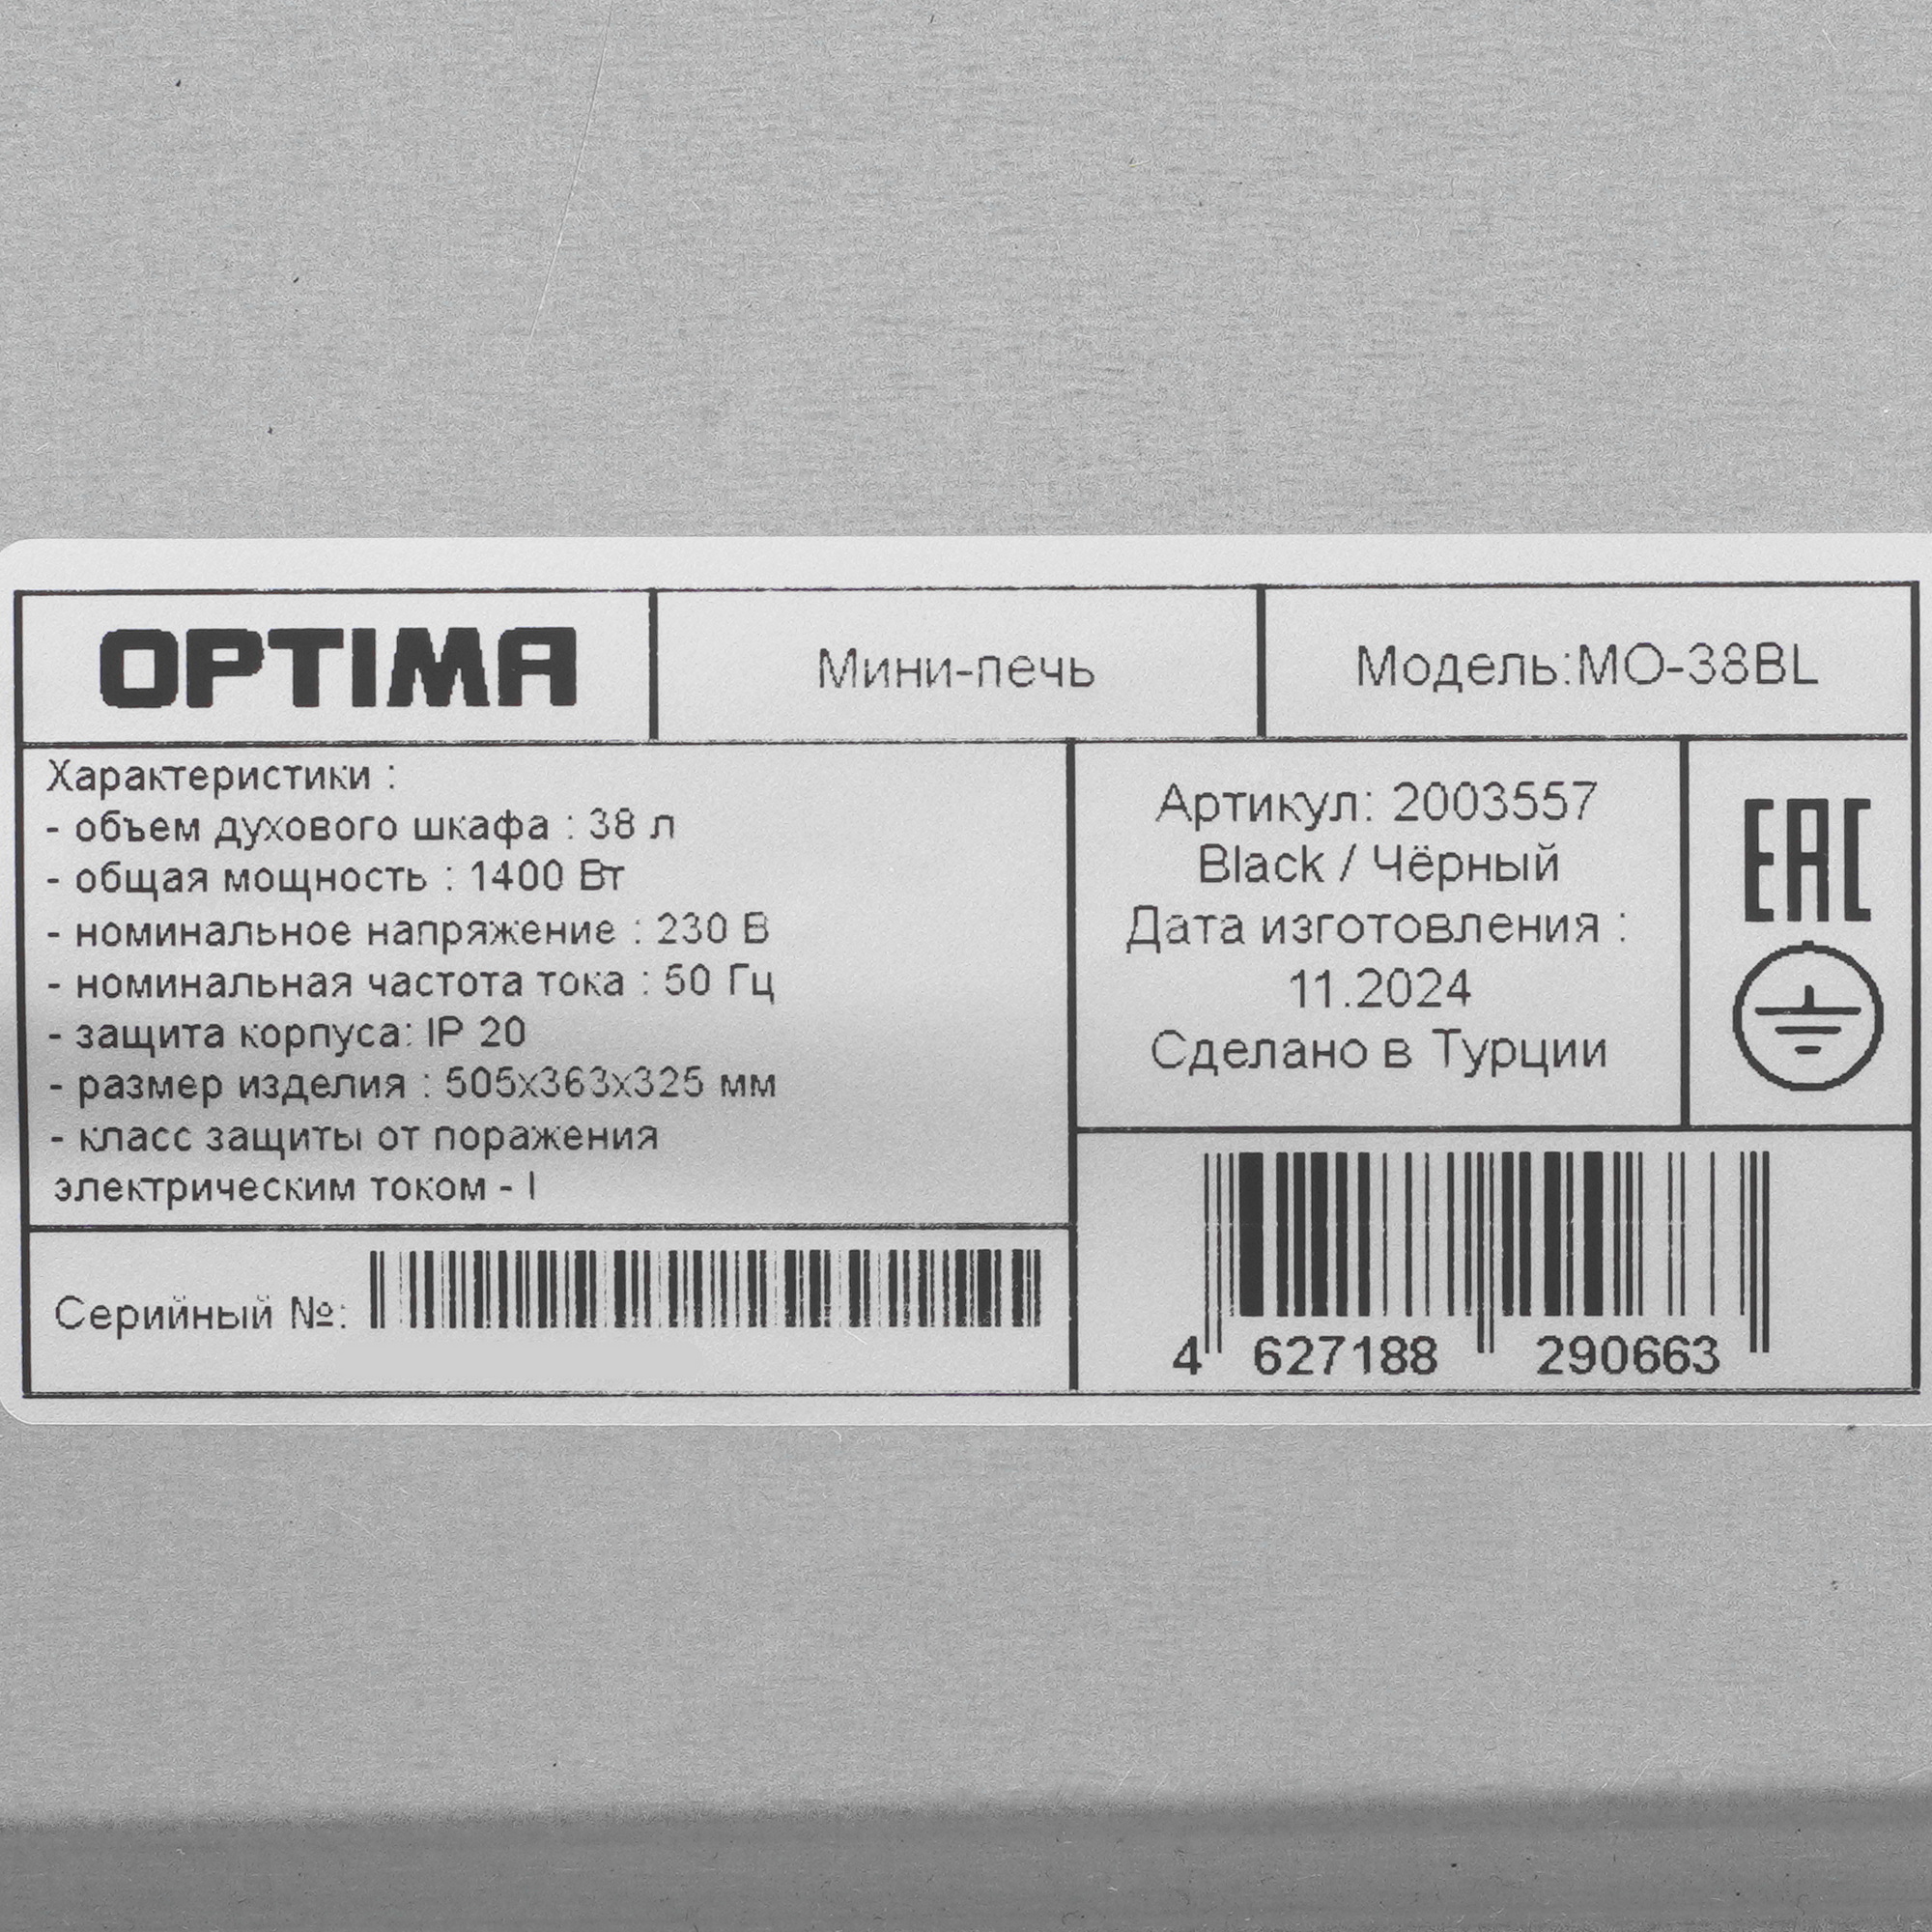 OPTIMA
Мини-печь
Модель:MO-38BL
Характеристики :
- объем духового шкафа : 38 л
- общая мощность : 1400 Вт
- номинальное напряжение : 230 В
- номинальная частота тока : 50 Гц
- защита корпуса: IP 20
- размер изделия : 505x363x325 мм
- класс защиты от поражения
электрическим током - I
Артикул: 2003557
Black / Чёрный
Дата изготовления :
11.2024
Сделано в Турции
EAC
Серийный №:
4 627188 290663